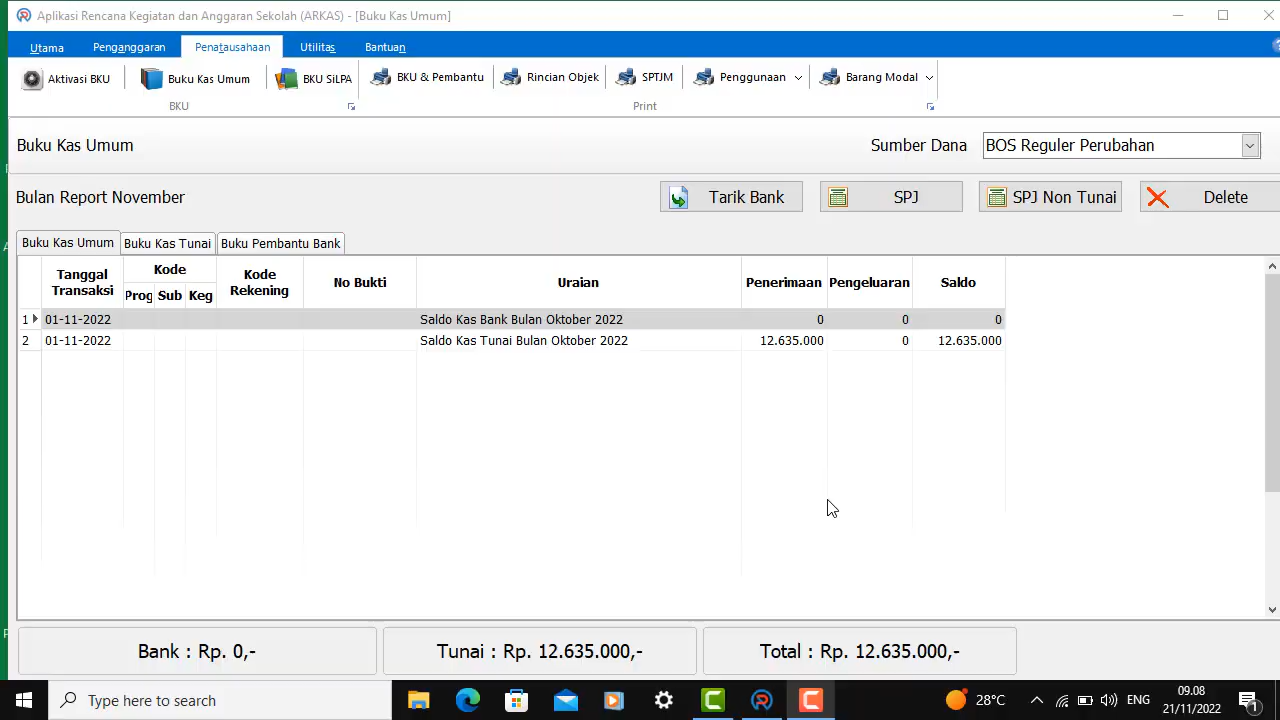 Aplikasi Rencana Kegiatan dan Anggaran Sekolah (ARKAS) - [Buku Kas Umum]
Utama Penganggaran Penatausahaan Utilitas Bantuan
Aktivasi BKU Buku Kas Umum BKU SiLPA BKU & Pembantu Rincian Objek SPTJM Penggunaan Barang Modal
BKU Print
Buku Kas Umum Sumber Dana BOS Reguler Perubahan
Bulan Report November Tarik Bank SPJ SPJ Non Tunai Delete
Buku Kas Umum Buku Kas Tunai Buku Pembantu Bank
Tanggal Transaksi Kode Prog Sub Keg Kode Rekening No Bukti Uraian Penerimaan Pengeluaran Saldo
1 01-11-2022 Saldo Kas Bank Bulan Oktober 2022 0 0 0
2 01-11-2022 Saldo Kas Tunai Bulan Oktober 2022 12.635.000 0 12.635.000
Bank : Rp. 0,- Tunai : Rp. 12.635.000,- Total : Rp. 12.635.000,-
Type here to search 28°C ENG 09.08
21/11/2022 1